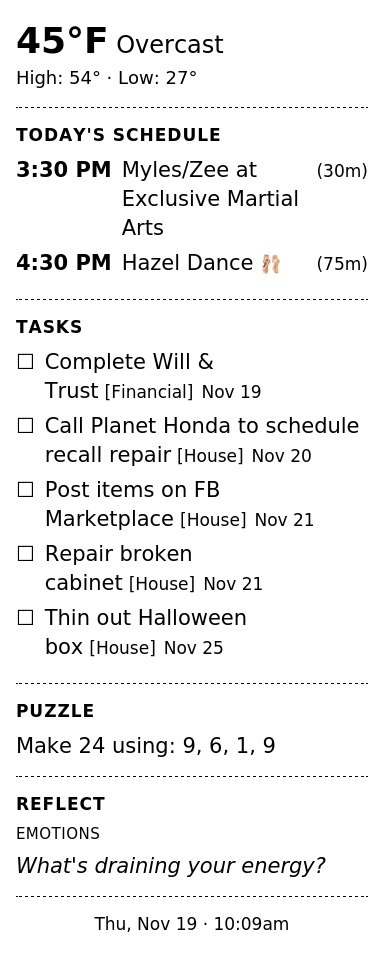 45°F Overcast
High: 54° · Low: 27°
TODAY'S SCHEDULE
3:30 PM Myles/Zee at (30m)
Exclusive Martial
Arts
4:30 PM Hazel Dance 🩰 (75m)
TASKS
☐ Complete Will &
Trust [Financial] Nov 19
☐ Call Planet Honda to schedule
recall repair [House] Nov 20
☐ Post items on FB
Marketplace [House] Nov 21
☐ Repair broken
cabinet [House] Nov 21
☐ Thin out Halloween
box [House] Nov 25
PUZZLE
Make 24 using: 9, 6, 1, 9
REFLECT
EMOTIONS
What's draining your energy?
Thu, Nov 19 · 10:09am